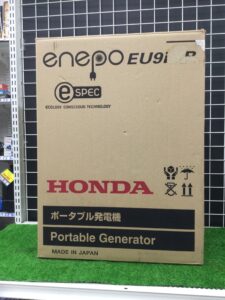 enepo
e SPEC
ECOLOGY CONSCIOUS TECHNOLOGY
HONDA
ポータブル発電機
Portable Generator
MADE IN JAPAN